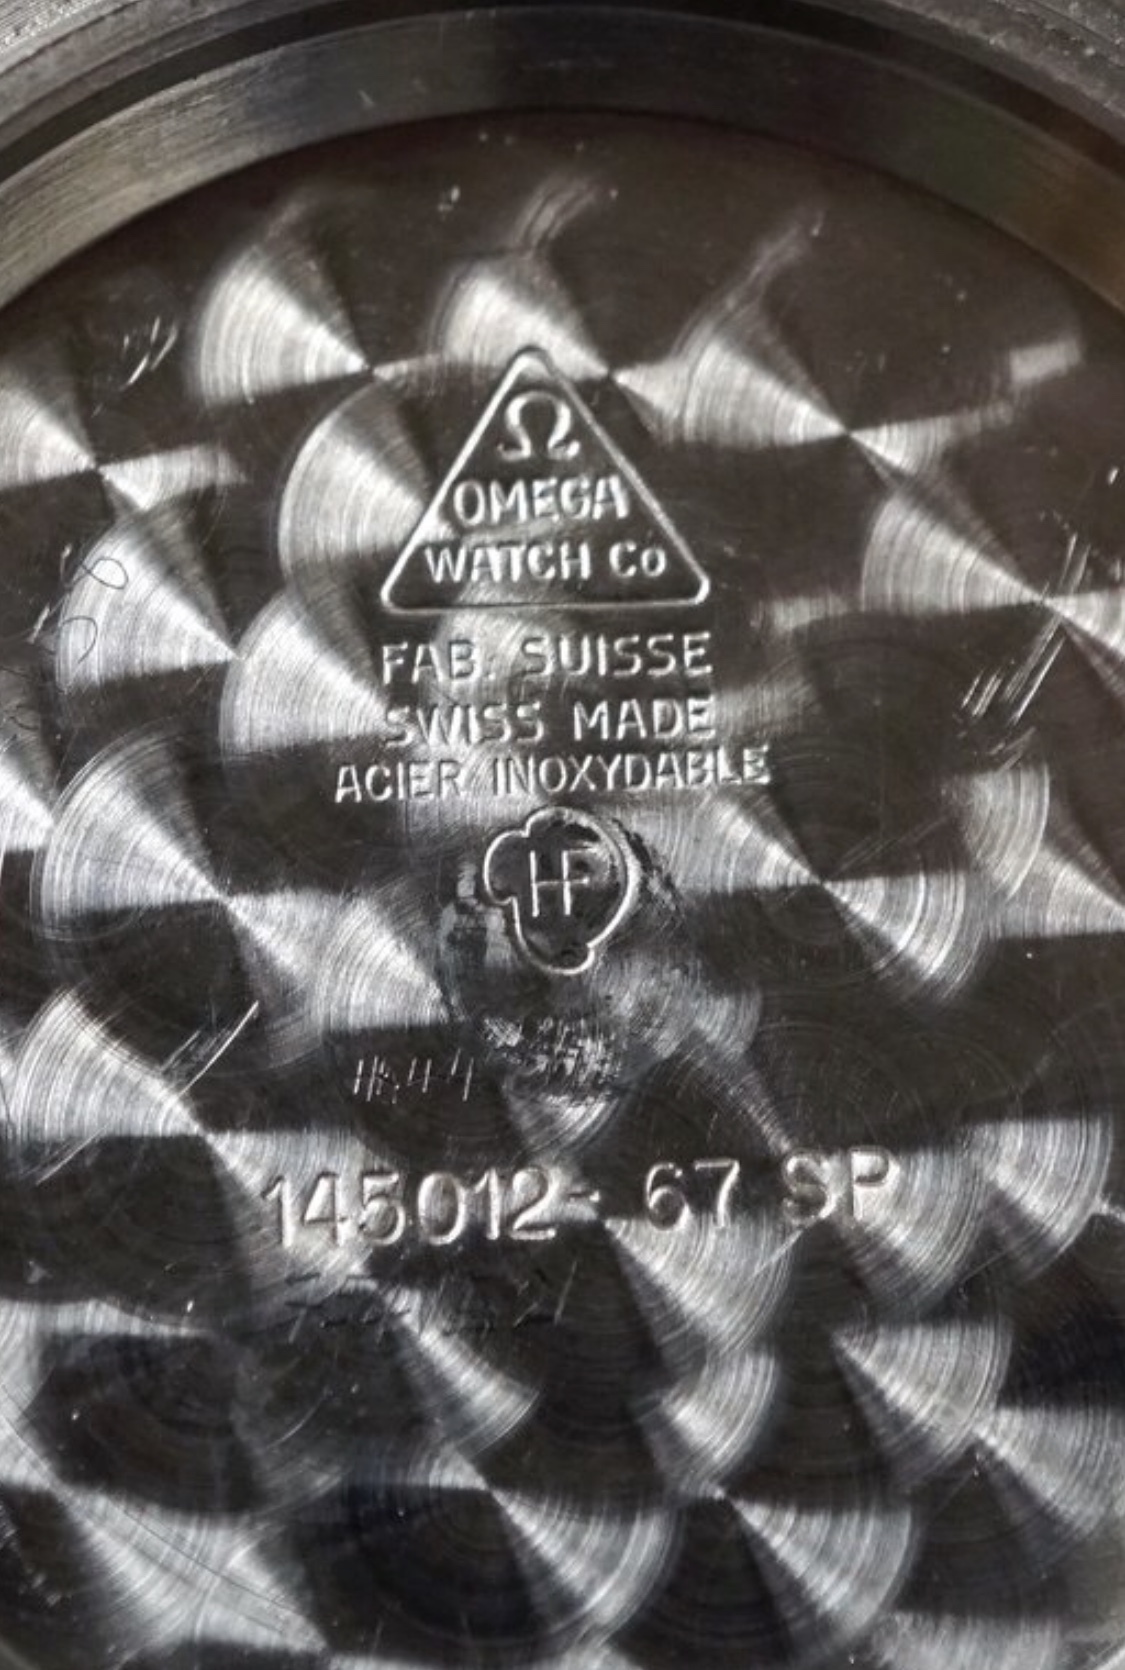 Ω
OMEGA
WATCH Co
FAB. SUISSE
SWISS MADE
ACIER INOXYDABLE
HF
145012- 67 SP